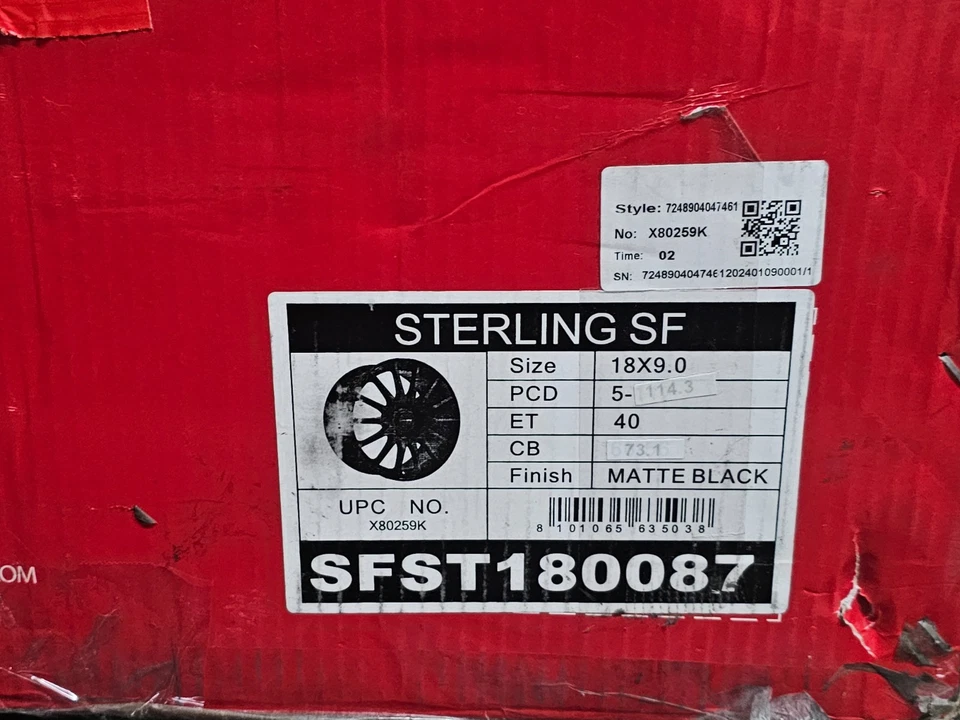 Style: 7248904047461
No: X80259K
Time: 02
SN: 7248904047461202401090001/1
STERLING SF
Size 18X9.0
PCD 5-114.3
ET 40
CB 73.1
Finish MATTE BLACK
UPC NO.
X80259K
8 101065 635038
SFST180087
OM